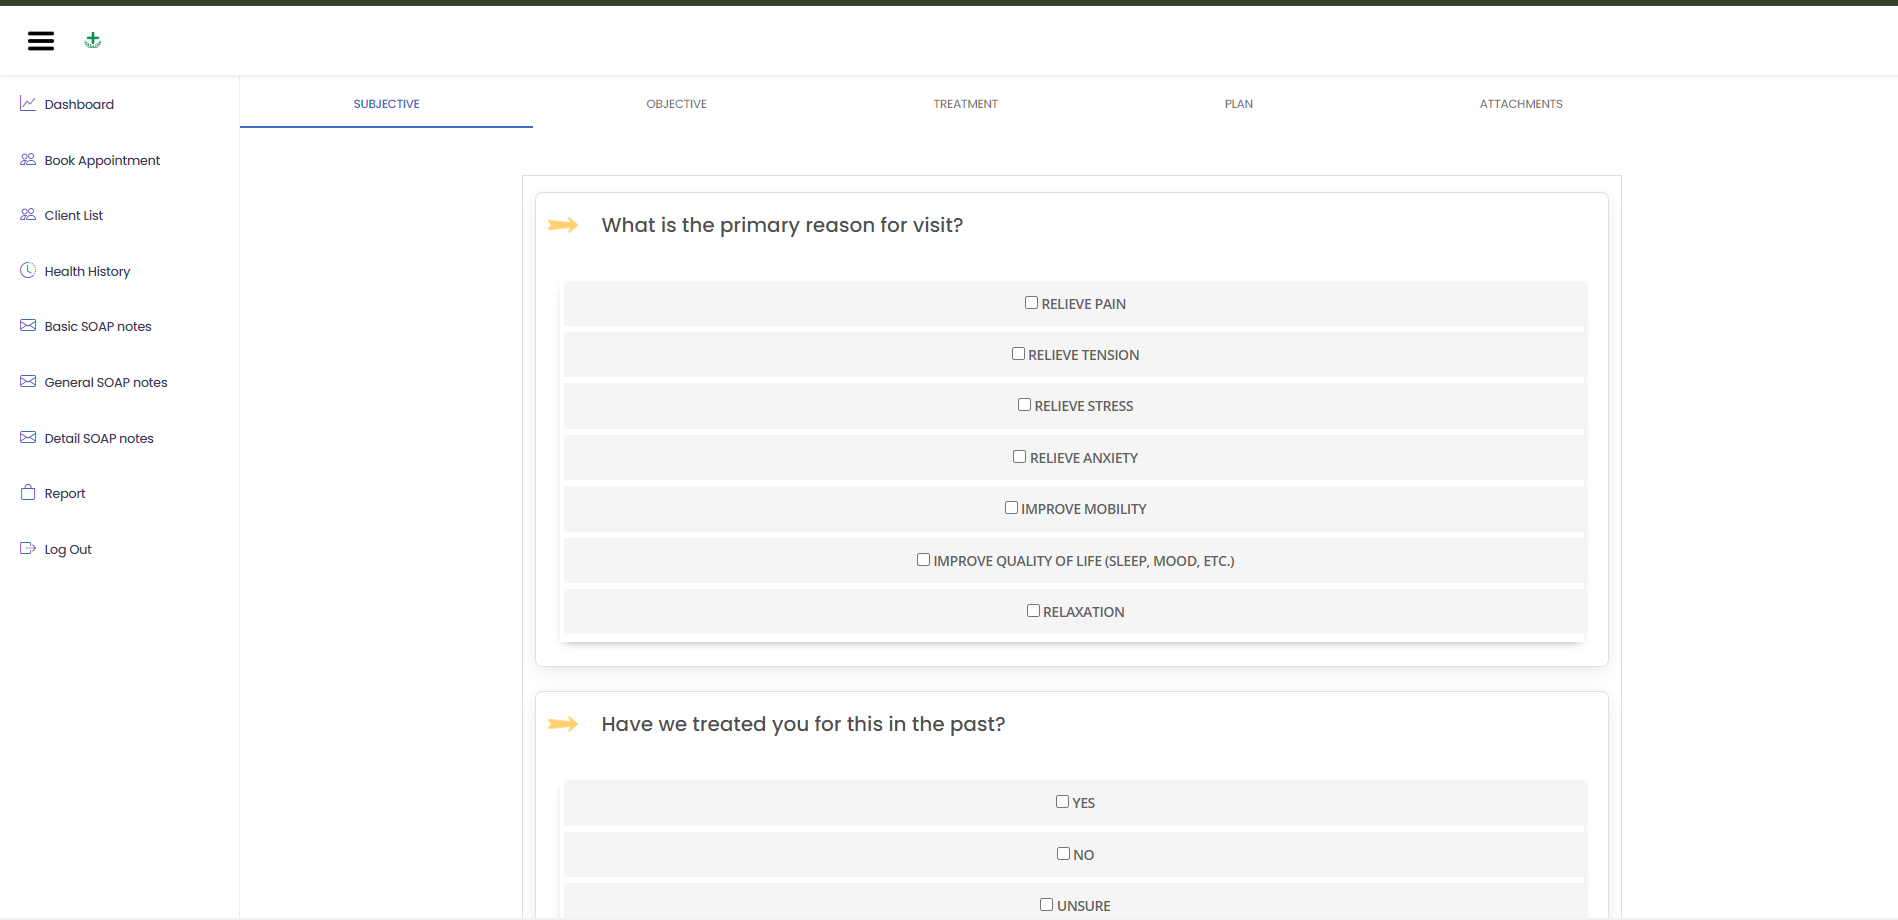 Dashboard
Book Appointment
Client List
Health History
Basic SOAP notes
General SOAP notes
Detail SOAP notes
Report
Log Out
SUBJECTIVE
OBJECTIVE
TREATMENT
PLAN
ATTACHMENTS
What is the primary reason for visit?
RELIEVE PAIN
RELIEVE TENSION
RELIEVE STRESS
RELIEVE ANXIETY
IMPROVE MOBILITY
IMPROVE QUALITY OF LIFE (SLEEP, MOOD, ETC.)
RELAXATION
Have we treated you for this in the past?
YES
NO
UNSURE